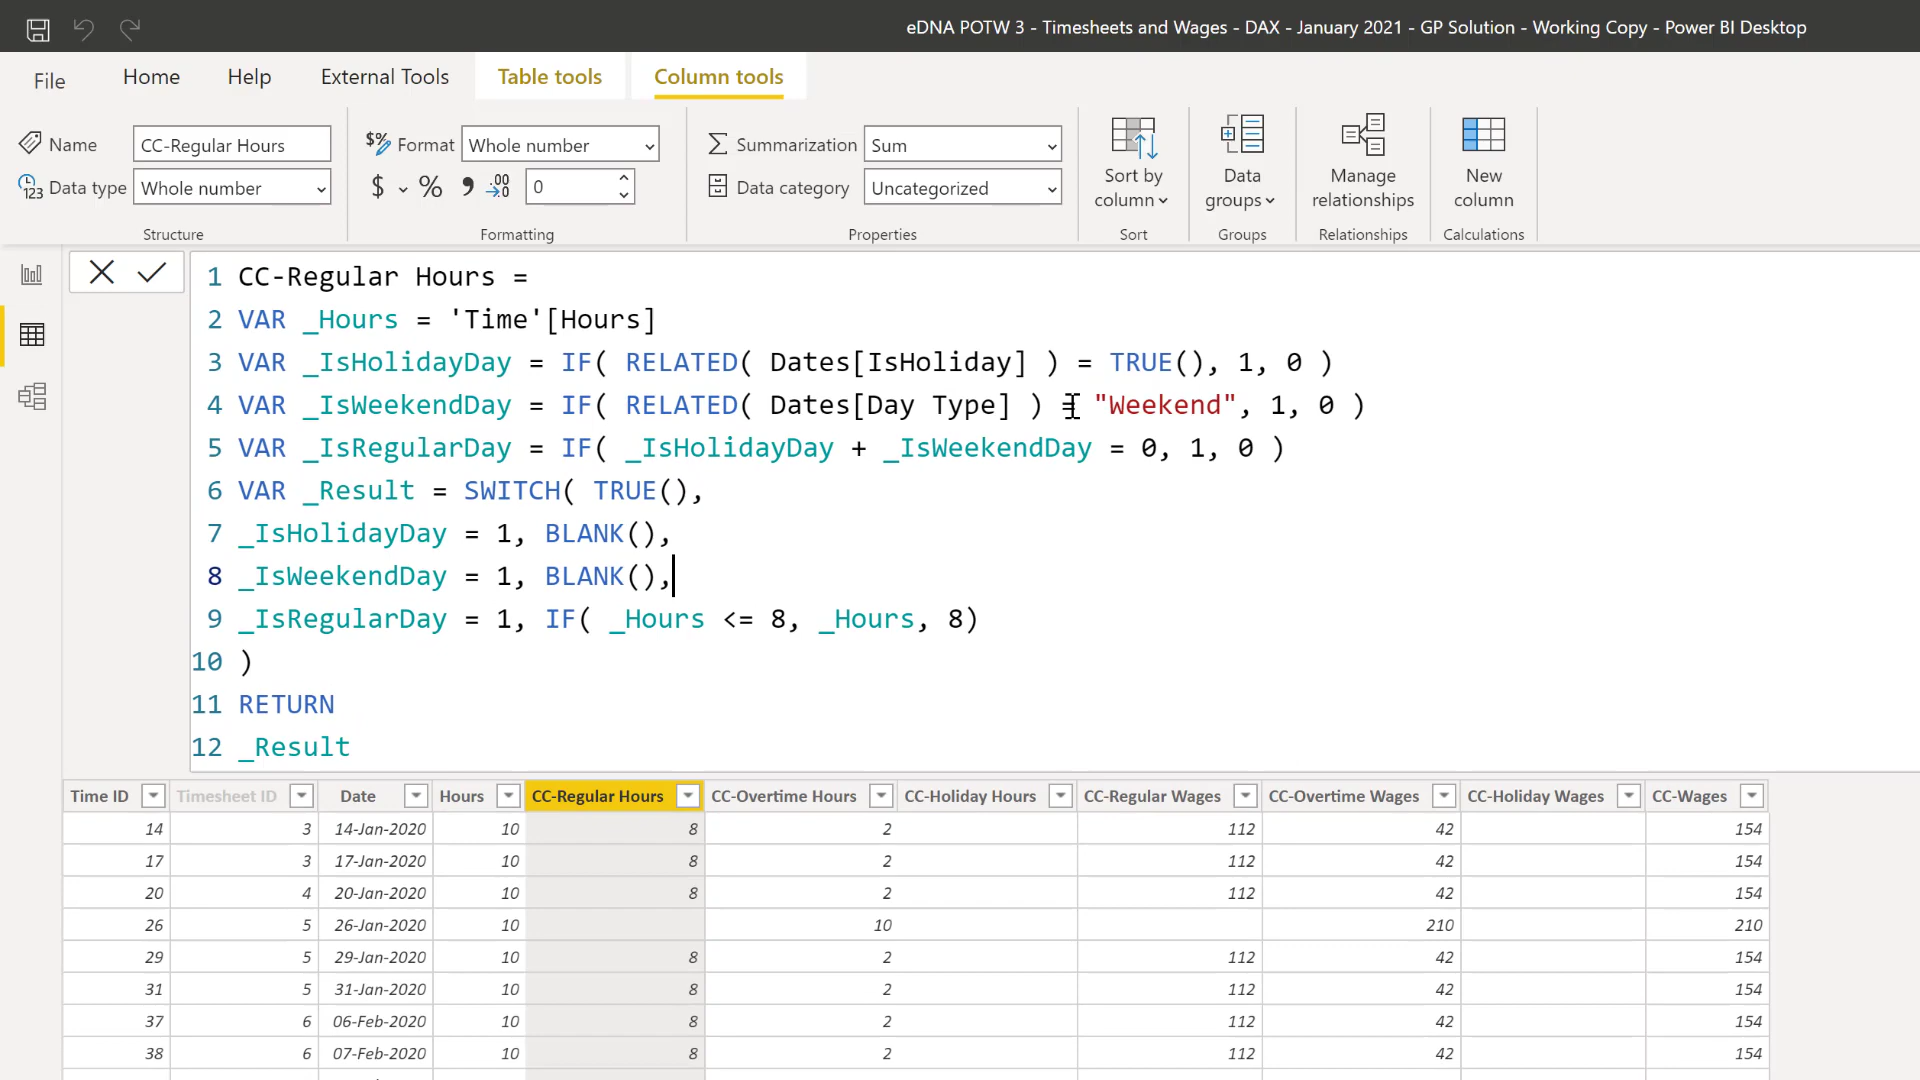 eDNA POTW 3 - Timesheets and Wages - DAX - January 2021 - GP Solution - Working Copy - Power BI Desktop
File Home Help External Tools Table tools Column tools
Name CC-Regular Hours $% Format Whole number Summarization Sum
Data type Whole number $ % , .00 0 Data category Uncategorized
Sort by column
Data groups
Manage relationships
New column
Structure Formatting Properties Sort Groups Relationships Calculations
1 CC-Regular Hours =
2 VAR _Hours = 'Time'[Hours]
3 VAR _IsHolidayDay = IF( RELATED( Dates[IsHoliday] ) = TRUE(), 1, 0 )
4 VAR _IsWeekendDay = IF( RELATED( Dates[Day Type] ) = "Weekend", 1, 0 )
5 VAR _IsRegularDay = IF( _IsHolidayDay + _IsWeekendDay = 0, 1, 0 )
6 VAR _Result = SWITCH( TRUE(),
7 _IsHolidayDay = 1, BLANK(),
8 _IsWeekendDay = 1, BLANK(),
9 _IsRegularDay = 1, IF( _Hours <= 8, _Hours, 8)
10 )
11 RETURN
12 _Result
Time ID Timesheet ID Date Hours CC-Regular Hours CC-Overtime Hours CC-Holiday Hours CC-Regular Wages CC-Overtime Wages CC-Holiday Wages CC-Wages
14 3 14-Jan-2020 10 8 2 112 42 154
17 3 17-Jan-2020 10 8 2 112 42 154
20 4 20-Jan-2020 10 8 2 112 42 154
26 5 26-Jan-2020 10 10 210 210
29 5 29-Jan-2020 10 8 2 112 42 154
31 5 31-Jan-2020 10 8 2 112 42 154
37 6 06-Feb-2020 10 8 2 112 42 154
38 6 07-Feb-2020 10 8 2 112 42 154